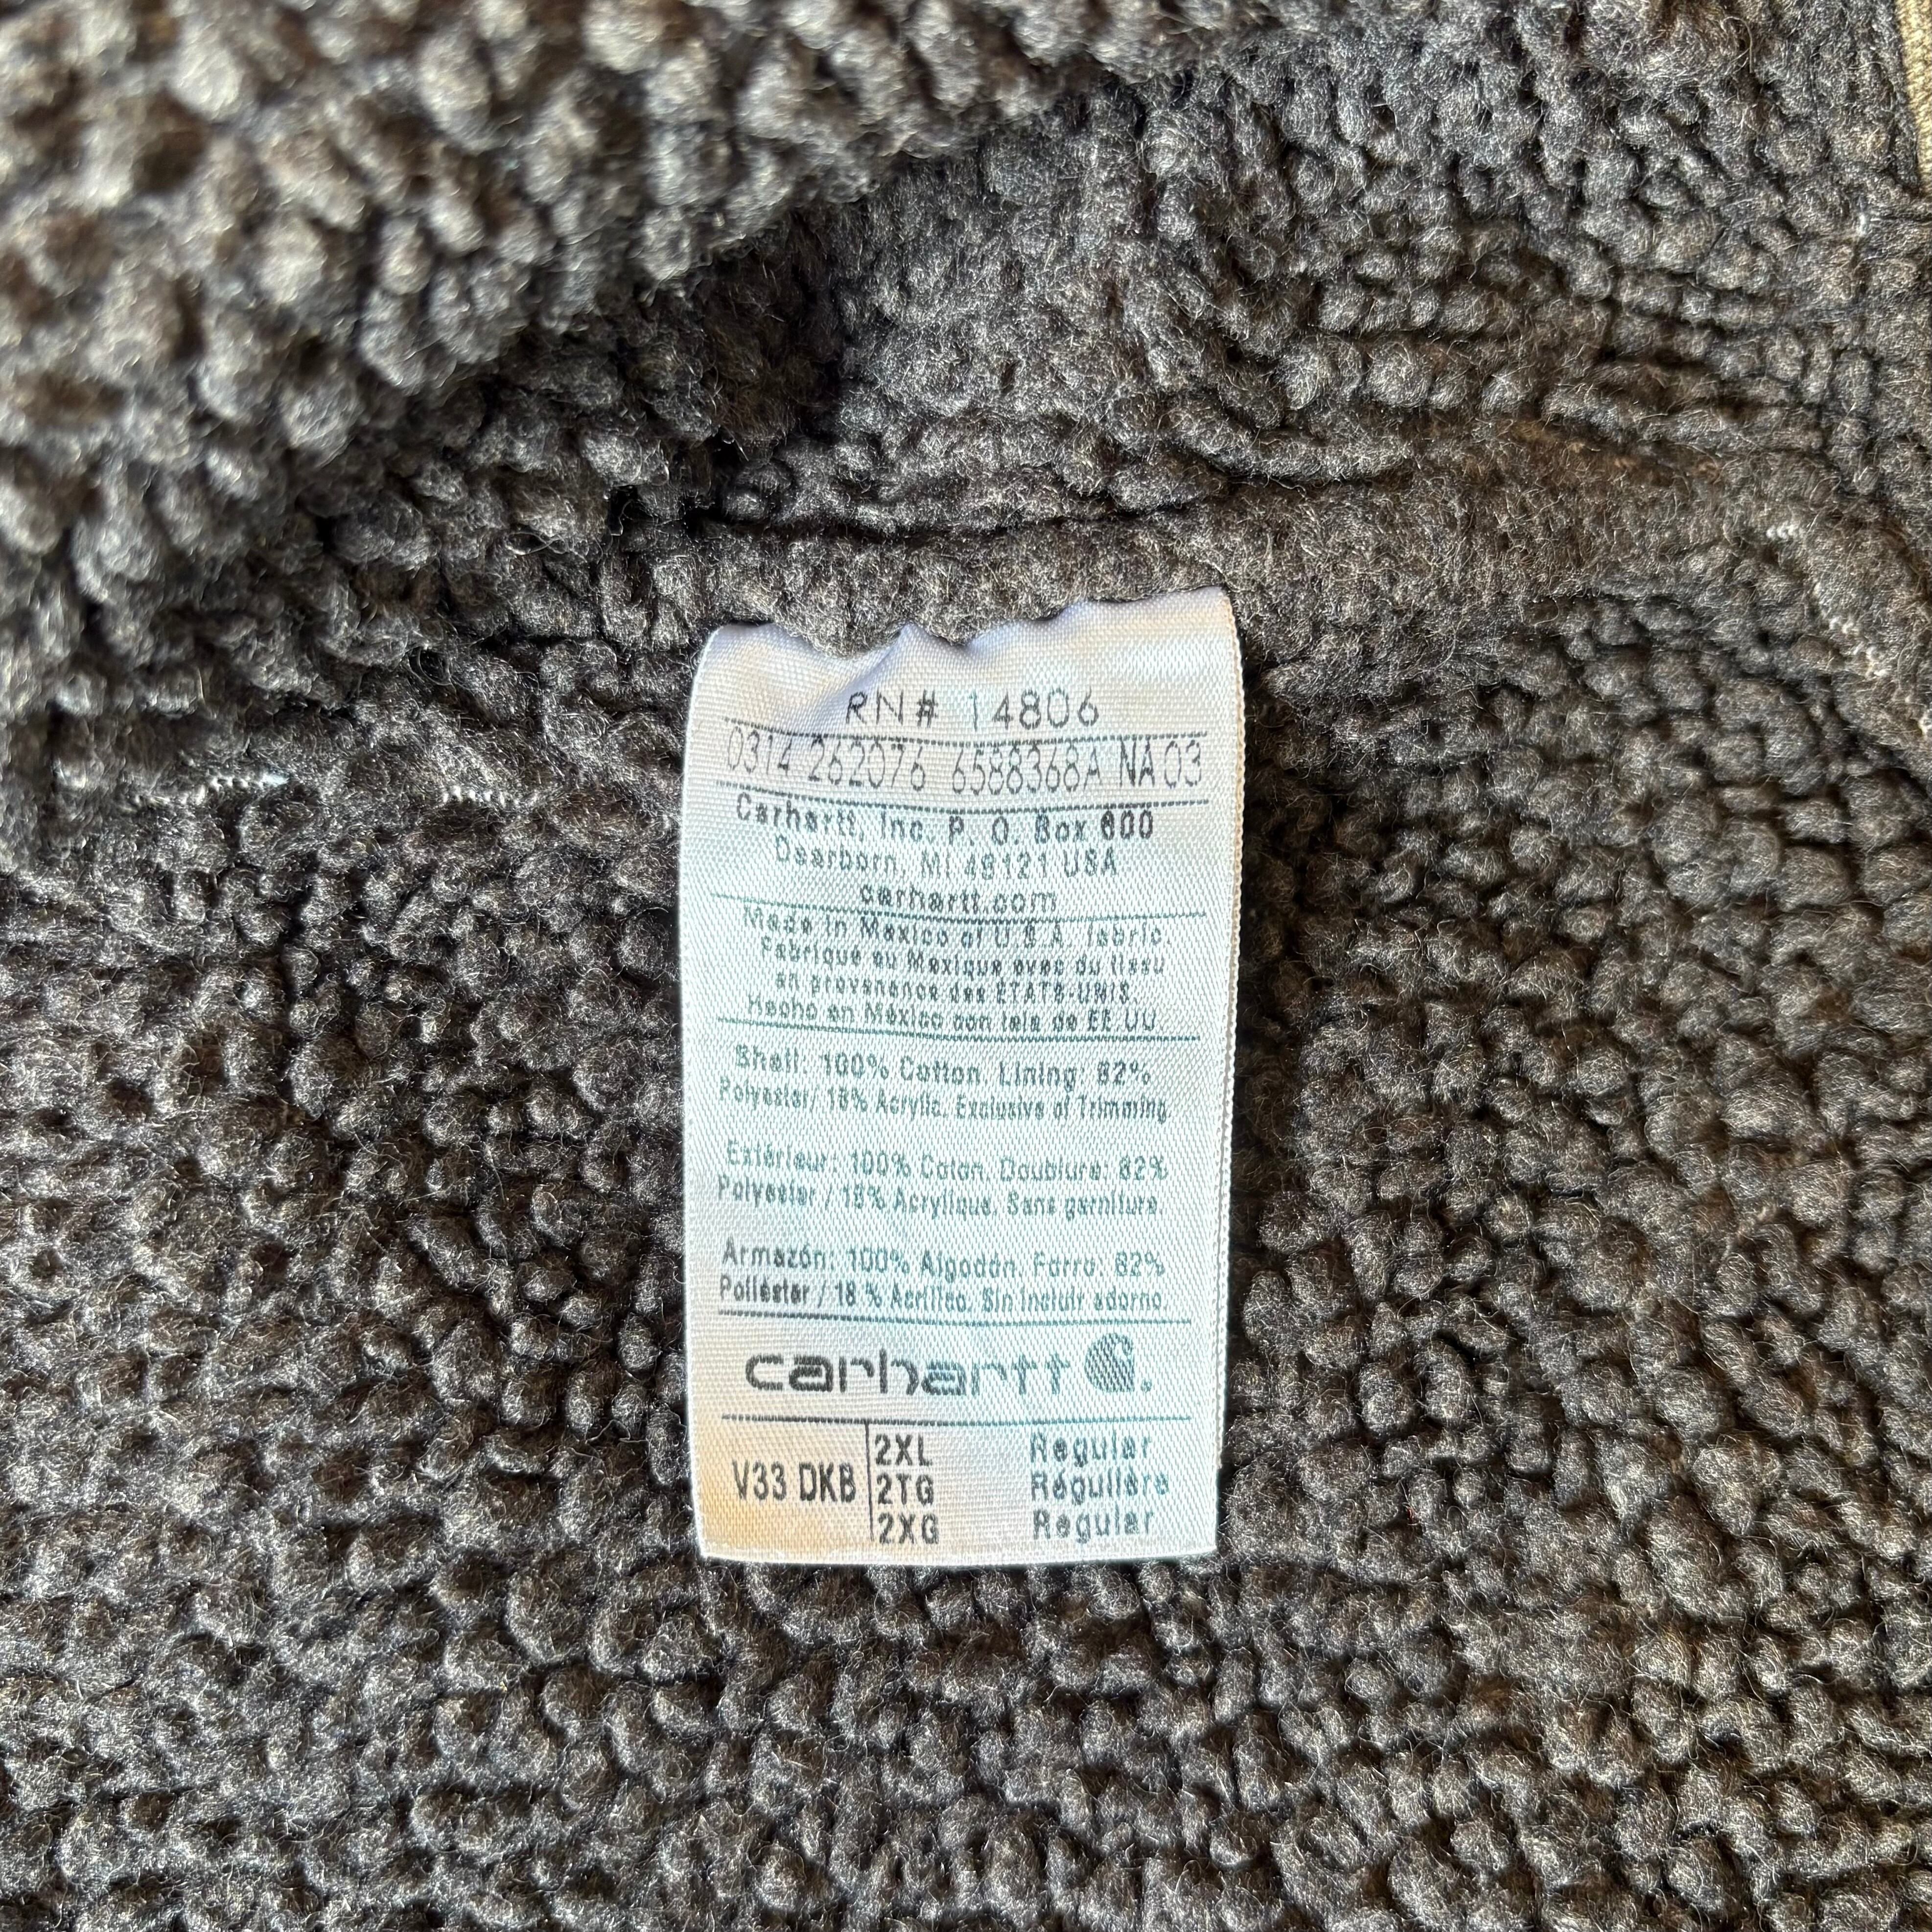 RN# 14806
0314 262076 6588368A NA 03
Carhartt, Inc. P. O. Box 600
Dearborn, MI 48121 USA
carhartt.com
Made in Mexico of U.S.A. fabric.
Fabriqué au Mexique avec du tissu
en provenance des ÉTATS-UNIS.
Hecho en México con tela de EE UU
Shell: 100% Cotton. Lining: 82%
Polyester/ 18% Acrylic. Exclusive of Trimming.
Extérieur: 100% Coton. Doublure: 82%
Polyester / 18% Acrylique. Sans garniture.
Armazón: 100% Algodón. Forro: 82%
Poliéster / 18 % Acrílico. Sin incluir adorno.
carhartt
V33 DKB 2XL Regular
2TG Régulière
2XG Regular